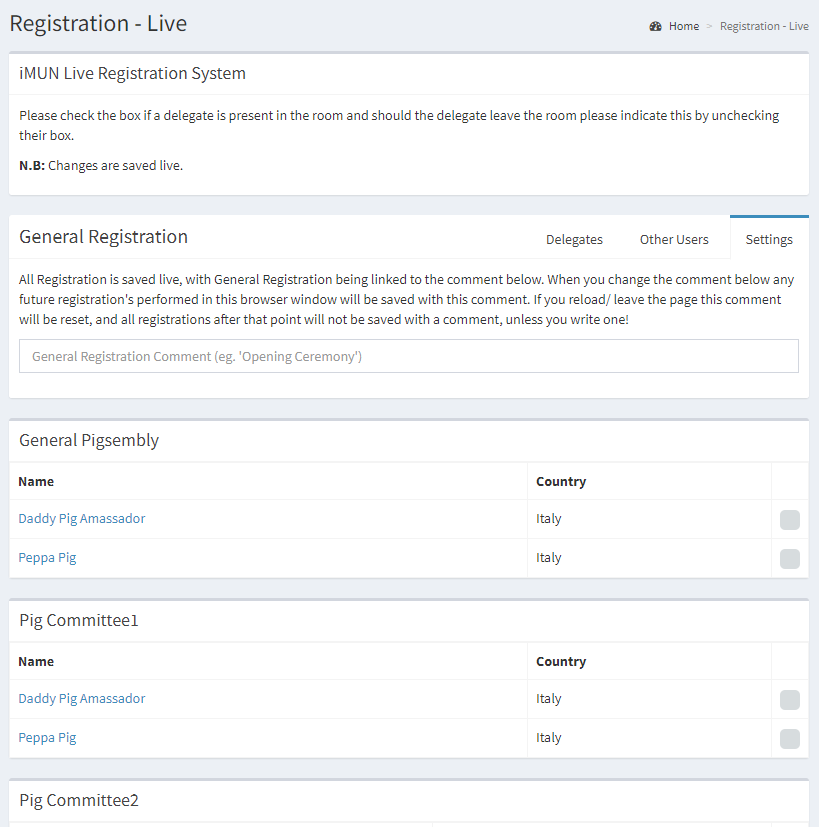 Registration - Live
Home > Registration - Live
iMUN Live Registration System
Please check the box if a delegate is present in the room and should the delegate leave the room please indicate this by unchecking
their box.
N.B: Changes are saved live.
General Registration
Delegates
Other Users
Settings
All Registration is saved live, with General Registration being linked to the comment below. When you change the comment below any
future registration's performed in this browser window will be saved with this comment. If you reload/ leave the page this comment
will be reset, and all registrations after that point will not be saved with a comment, unless you write one!
General Registration Comment (eg. 'Opening Ceremony')
General Pigsembly
Name Country
Daddy Pig Amassador Italy
Peppa Pig Italy
Pig Committee1
Name Country
Daddy Pig Amassador Italy
Peppa Pig Italy
Pig Committee2